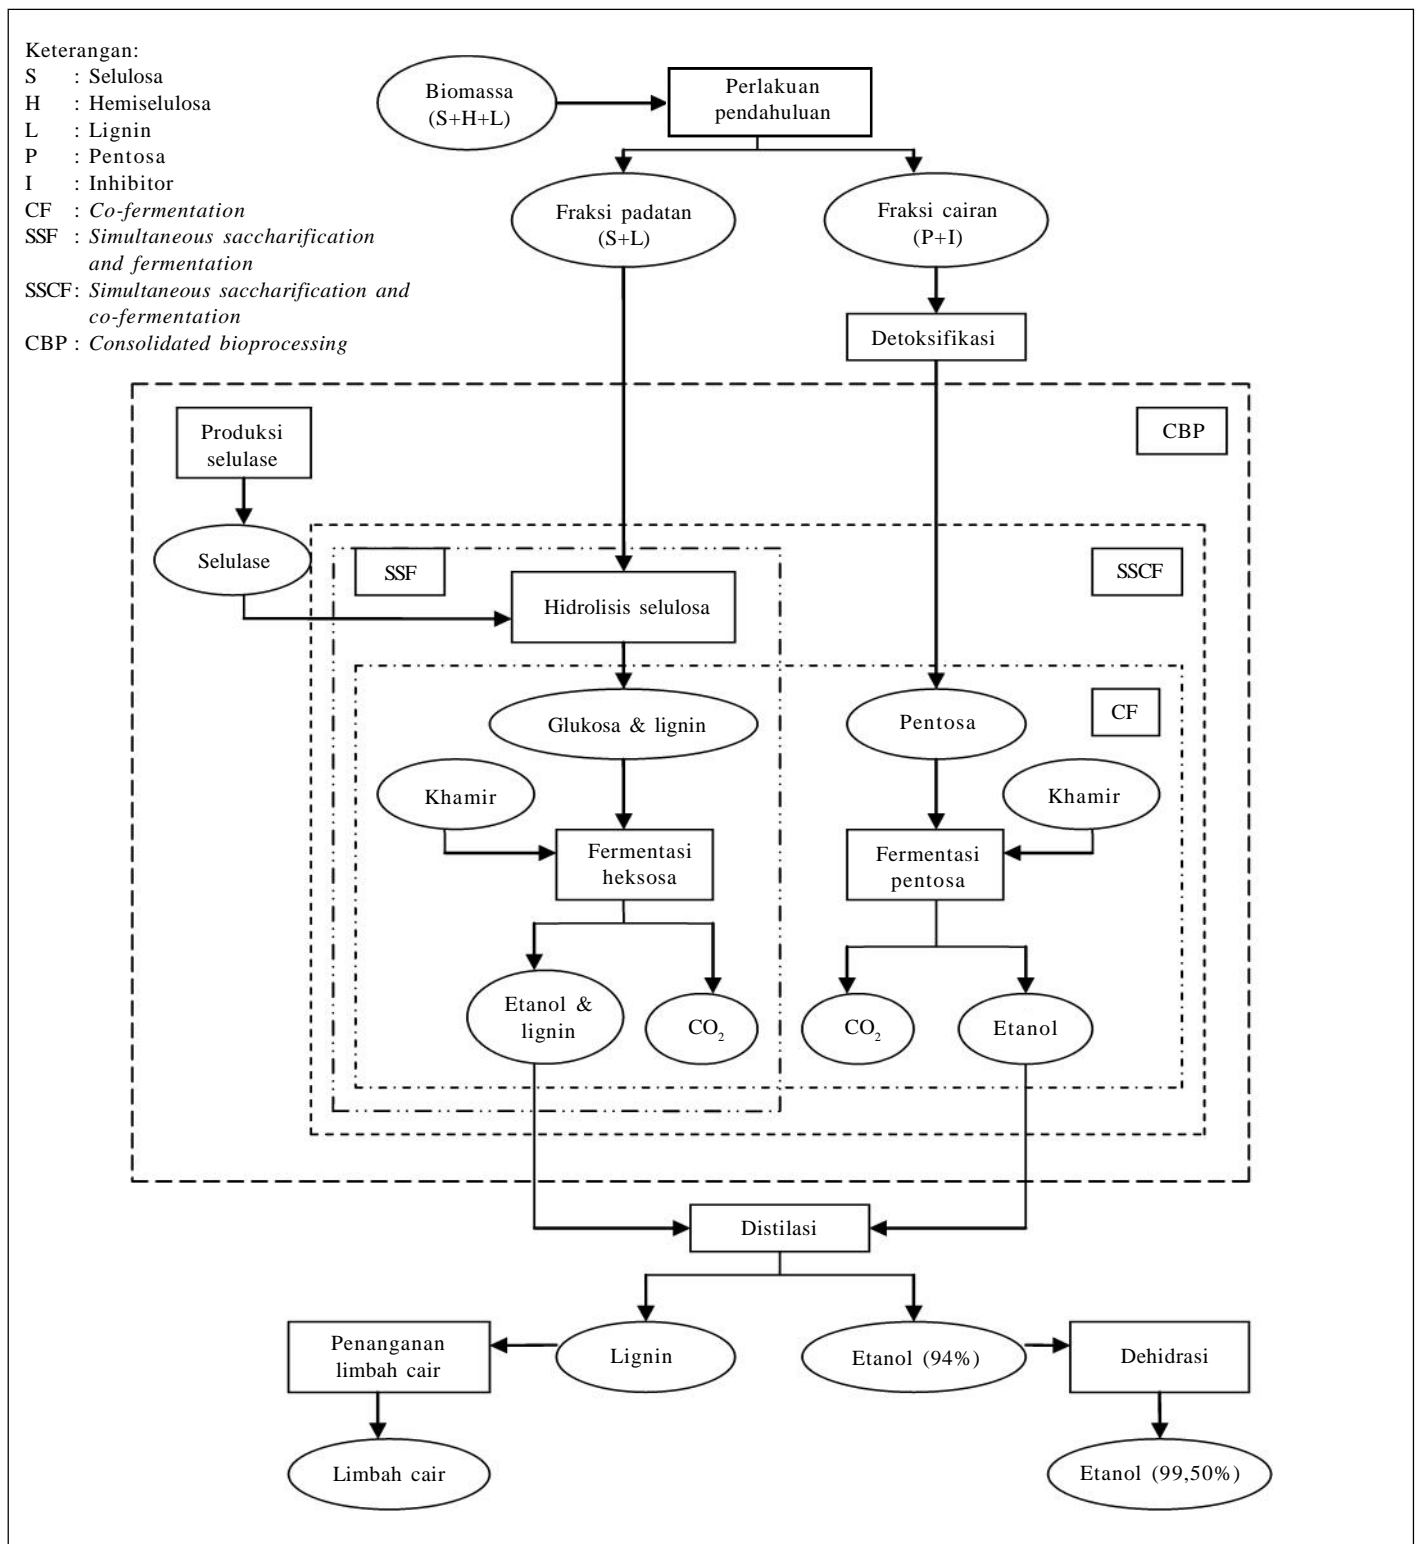 Keterangan:
S : Selulosa
H : Hemiselulosa
L : Lignin
P : Pentosa
I : Inhibitor
CF : Co-fermentation
SSF : Simultaneous saccharification
and fermentation
SSCF : Simultaneous saccharification and
co-fermentation
CBP : Consolidated bioprocessing
Biomassa
(S+H+L)
Perlakuan
pendahuluan
Fraksi padatan
(S+L)
Fraksi cairan
(P+I)
Detoksifikasi
Produksi
selulase
CBP
Selulase
SSF
SSCF
Hidrolisis selulosa
Glukosa & lignin
Pentosa
CF
Khamir
Khamir
Fermentasi
heksosa
Fermentasi
pentosa
Etanol &
lignin
CO2
CO2
Etanol
Distilasi
Penanganan
limbah cair
Lignin
Etanol (94%)
Dehidrasi
Limbah cair
Etanol (99,50%)